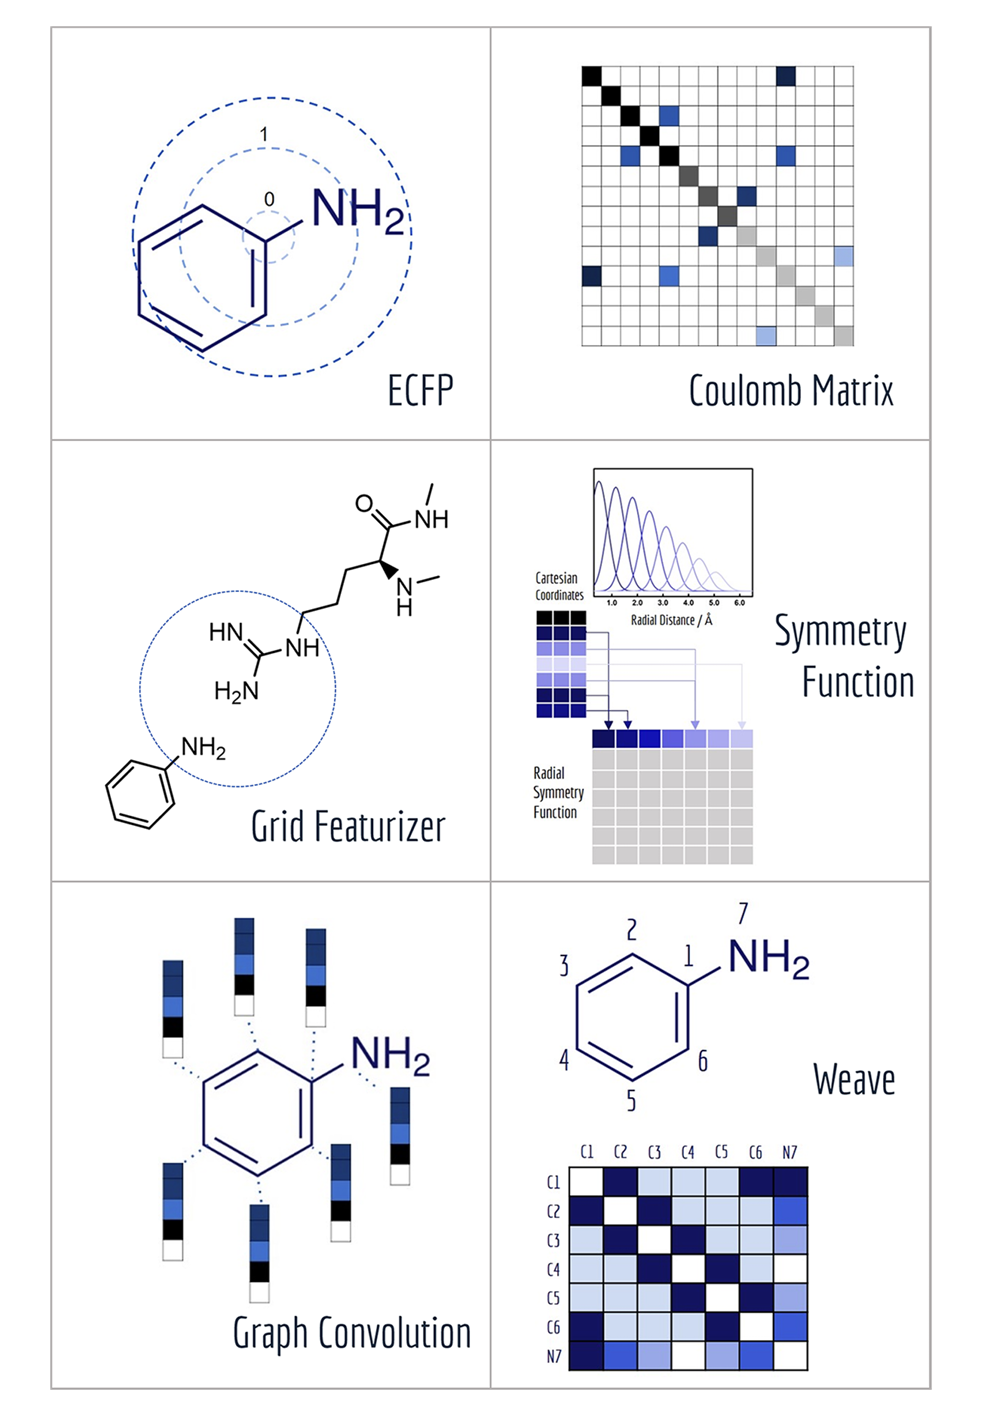 1
0
NH2
ECFP
Coulomb Matrix
O
NH
N
H
HN
NH
H2N
NH2
Grid Featurizer
Cartesian
Coordinates
1.0 2.0 3.0 4.0 5.0 6.0
Radial Distance / Å
Symmetry
Function
Radial
Symmetry
Function
NH2
Graph Convolution
7
2
1
NH2
3
4
6
5
Weave
C1 C2 C3 C4 C5 C6 N7
C1
C2
C3
C4
C5
C6
N7